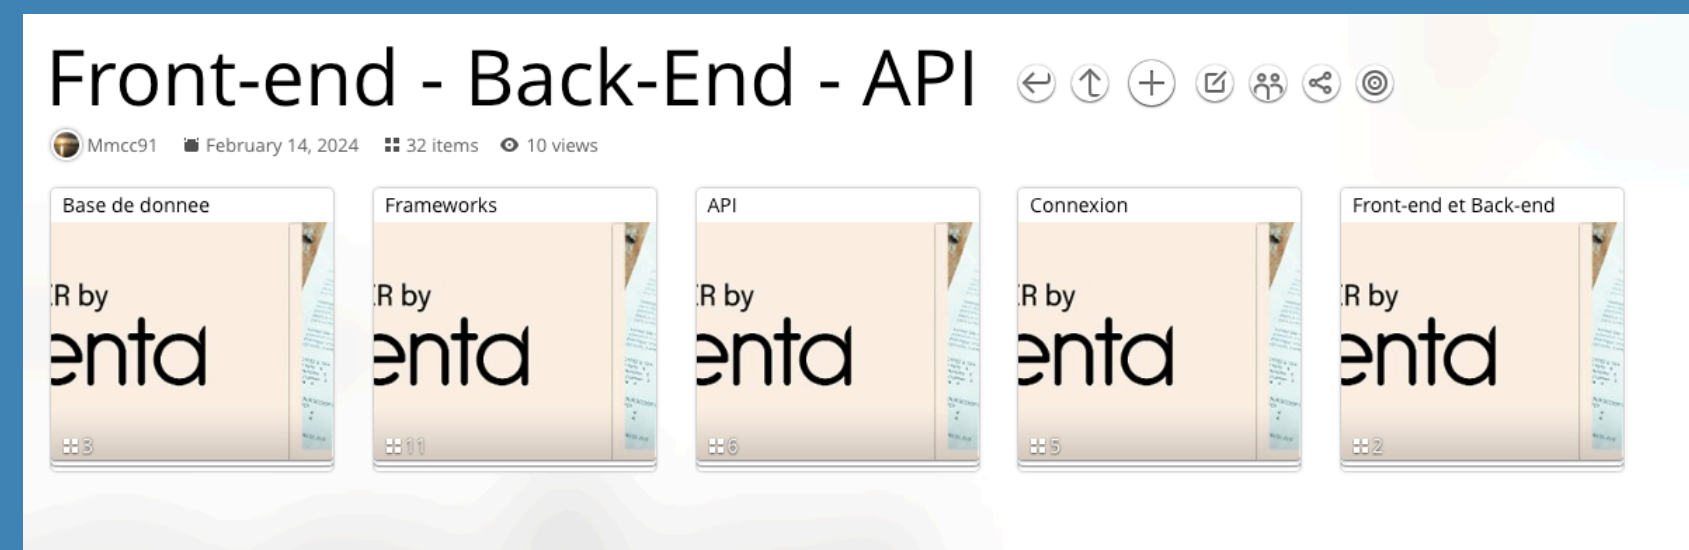 Front-end - Back-End - API
Mmcc91 February 14, 2024 32 items 10 views
Base de donnee
Frameworks
API
Connexion
Front-end et Back-end
R by
enta
3
R by
enta
11
R by
enta
6
R by
enta
5
R by
enta
2